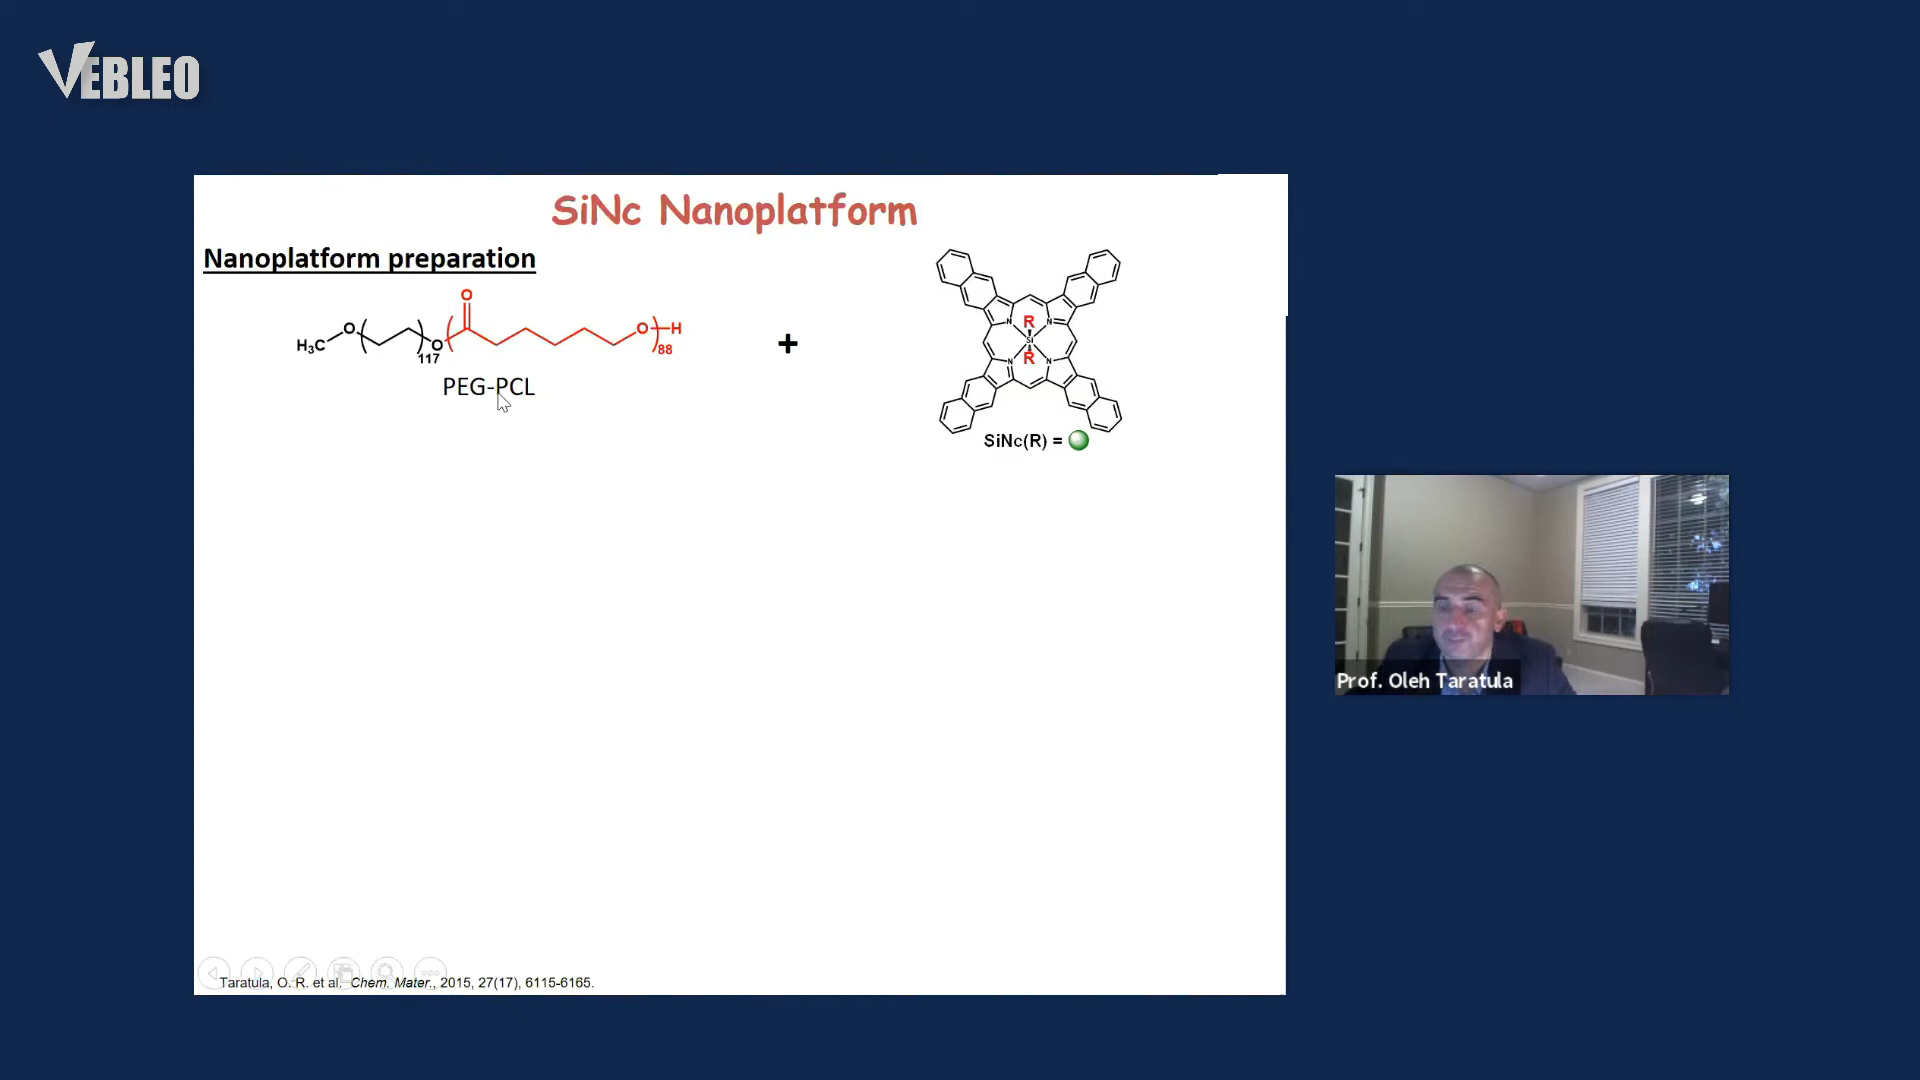 VEBLEO
SiNc Nanoplatform
Nanoplatform preparation
O
H₃C
O
117
O
O
H
88
PEG-PCL
+
R
N
N
Si
N
N
R
SiNc(R) =
Prof. Oleh Taratula
Taratula, O. R. et al. Chem. Mater., 2015, 27(17), 6115-6165.